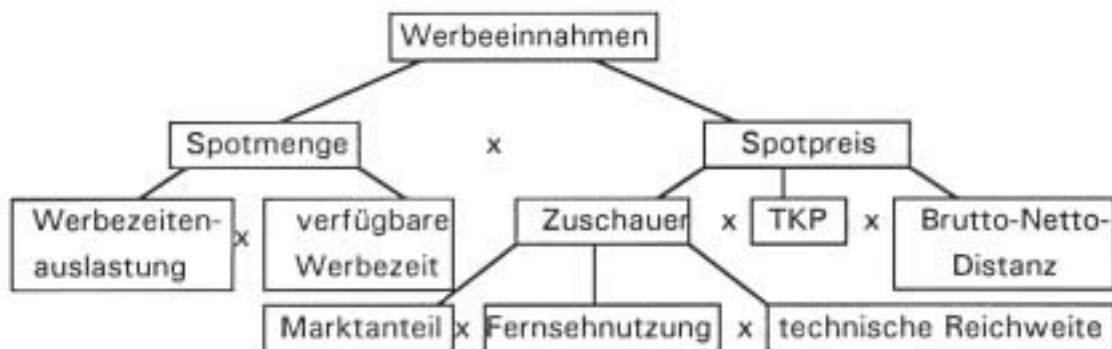 Werbeeinnahmen
Spotmenge x Spotpreis
Werbezeiten-
auslastung
x
verfügbare
Werbezeit
Zuschauer x TKP x Brutto-Netto-
Distanz
Marktanteil x Fernsehnutzung x technische Reichweite